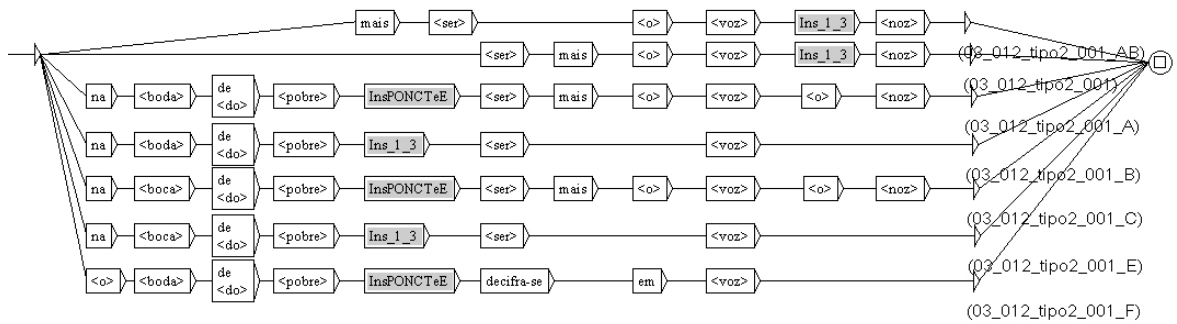 mais <ser> <o> <voz> Ins_1_3 <noz>
(03_012_tipo2_001_AB)
<ser> mais <o> <voz> Ins_1_3 <noz>
(03_012_tipo2_001)
na <boda> de <do> <pobre> InsPONCTeE <ser> mais <o> <voz> <o> <noz>
(03_012_tipo2_001_A)
na <boda> de <do> <pobre> Ins_1_3 <ser> <voz>
(03_012_tipo2_001_B)
na <boca> de <do> <pobre> InsPONCTeE <ser> mais <o> <voz> <o> <noz>
(03_012_tipo2_001_C)
na <boca> de <do> <pobre> Ins_1_3 <ser> <voz>
(03_012_tipo2_001_E)
<o> <boda> de <do> <pobre> InsPONCTeE decifra-se em <voz>
(03_012_tipo2_001_F)